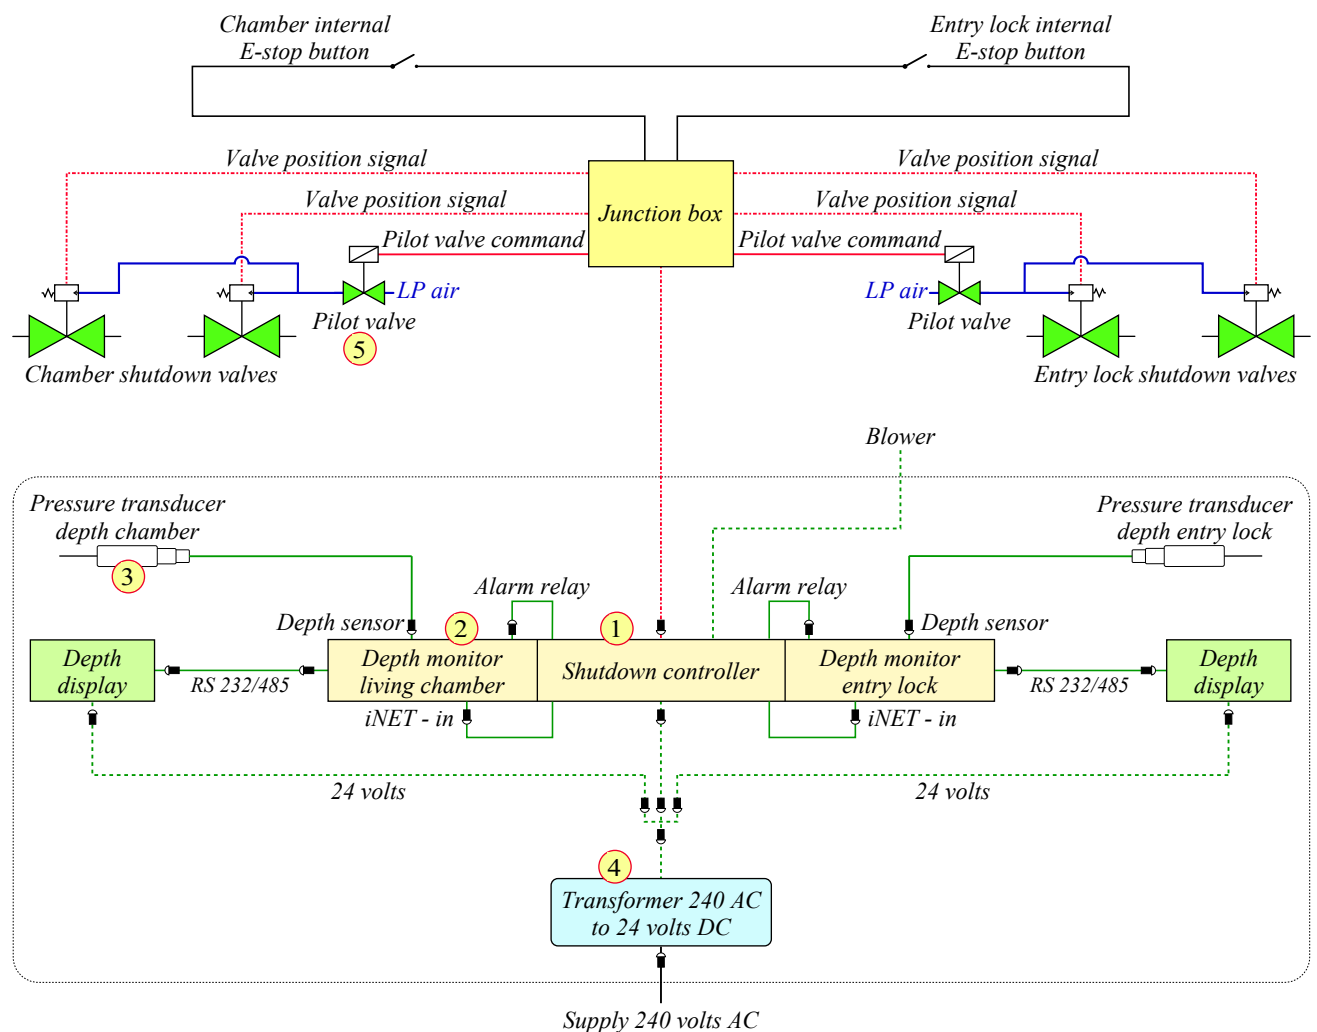 Chamber internal
E-stop button
Entry lock internal
E-stop button
Valve position signal
Valve position signal
Valve position signal
Valve position signal
Junction box
Pilot valve command
Pilot valve command
LP air
LP air
Pilot valve
Pilot valve
5
Chamber shutdown valves
Entry lock shutdown valves
Blower
Pressure transducer
depth chamber
Pressure transducer
depth entry lock
3
Alarm relay
Alarm relay
Depth sensor
Depth sensor
2
1
Depth
display
RS 232/485
Depth monitor
living chamber
Shutdown controller
Depth monitor
entry lock
RS 232/485
Depth
display
iNET - in
iNET - in
24 volts
24 volts
4
Transformer 240 AC
to 24 volts DC
Supply 240 volts AC